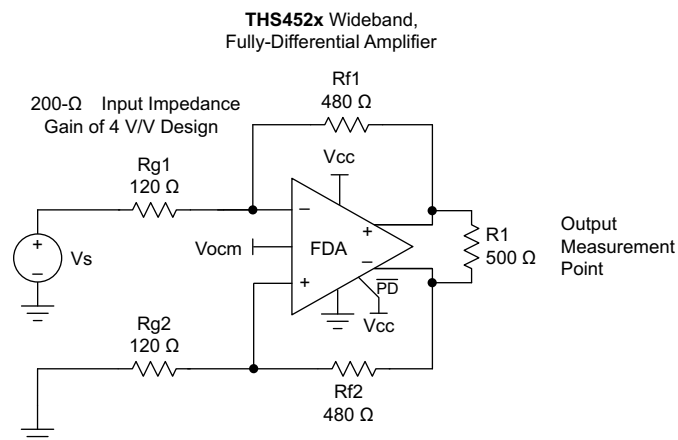 THS452x Wideband,
Fully-Differential Amplifier
200-Ω Input Impedance
Gain of 4 V/V Design
Rf1
480 Ω
Rg1
120 Ω
Vcc
−
+
Vocm
FDA
+
−
PD
Vcc
+
−
Vs
R1
500 Ω
Output
Measurement
Point
Rg2
120 Ω
Rf2
480 Ω